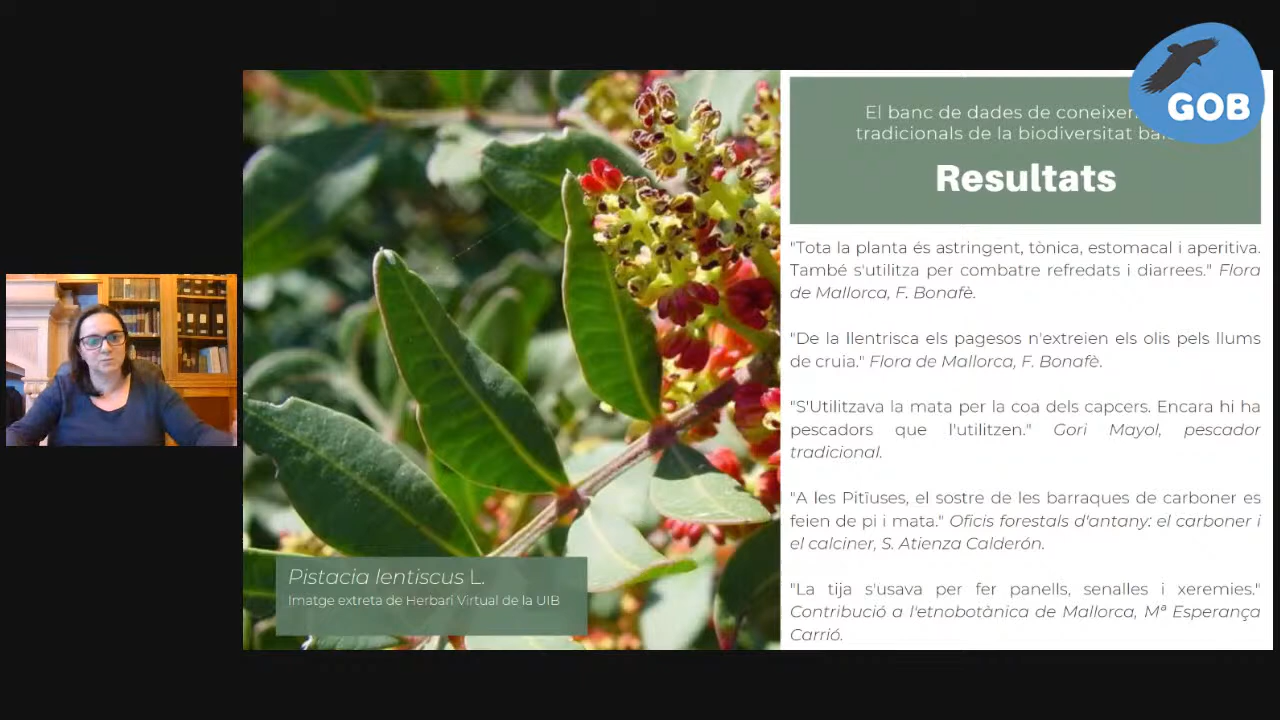 GOB
El banc de dades de
tradicionals de la biodiversitat
Resultats
"Tota la planta és astringent, tònica, estomacal i aperitiva.
També s'utilitza per combatre refredats i diarrees." Flora
de Mallorca, F. Bonafè.
"De la llentrisca els pagesos n'extreien els olis pels llums
de cruia." Flora de Mallorca, F. Bonafè.
"S'Utilitzava la mata per la coa dels capcers. Encara hi ha
pescadors que l'utilitzen." Gori Mayol, pescador
tradicional.
"A les Pitïuses, el sostre de les barraques de carboner es
feien de pi i mata." Oficis forestals d'antany: el carboner i
el calciner, S. Atienza Calderón.
"La tija s'usava per fer panells, senalles i xeremies."
Contribució a l'etnobotànica de Mallorca, Mª Esperança
Carrió.
Pistacia lentiscus L.
Imatge extreta de Herbari Virtual de la UIB